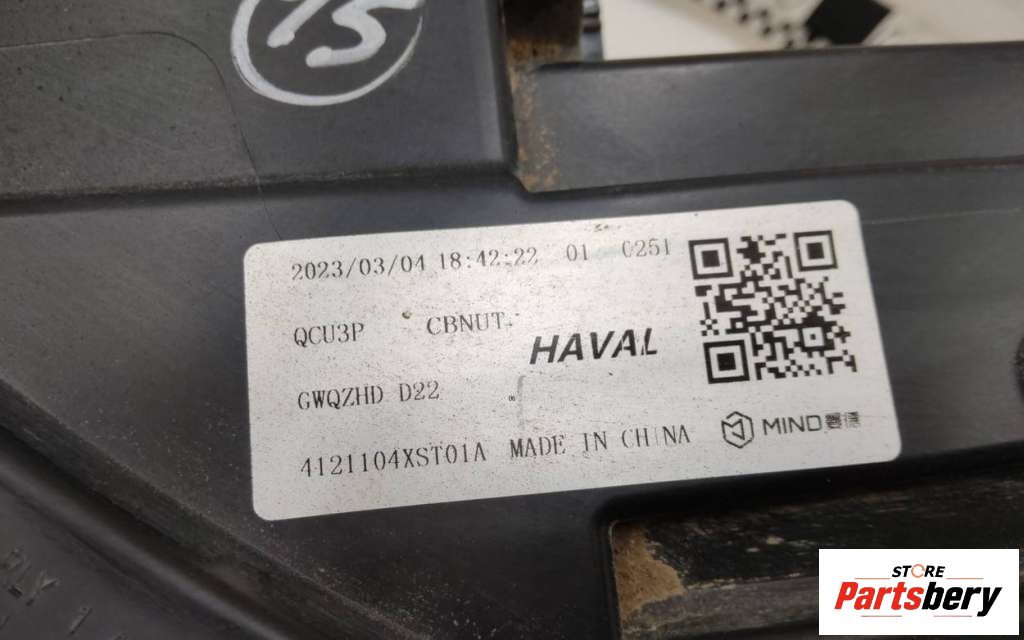 15
2023/03/04 18:42:22 01 0251
QCU3P CBNUT
HAVAL
GWQZHD D22
4121104XST01A MADE IN CHINA
MIND
STORE
Partsbery